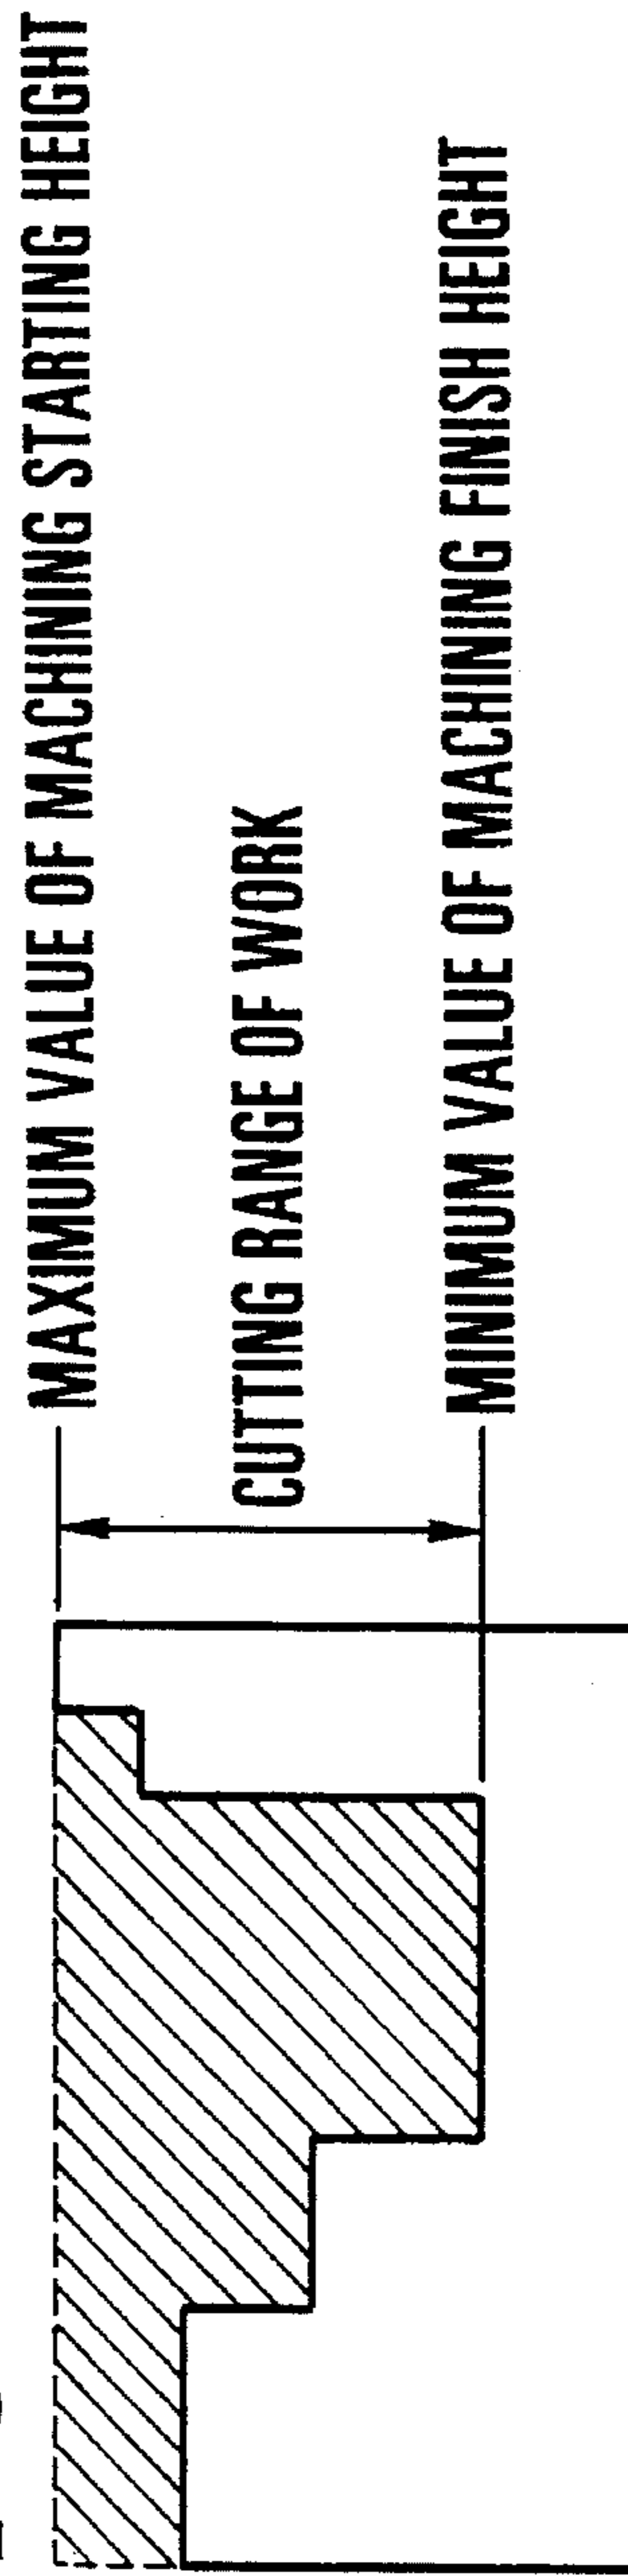 MAXIMUM VALUE OF MACHINING STARTING HEIGHT
CUTTING RANGE OF WORK
MINIMUM VALUE OF MACHINING FINISH HEIGHT